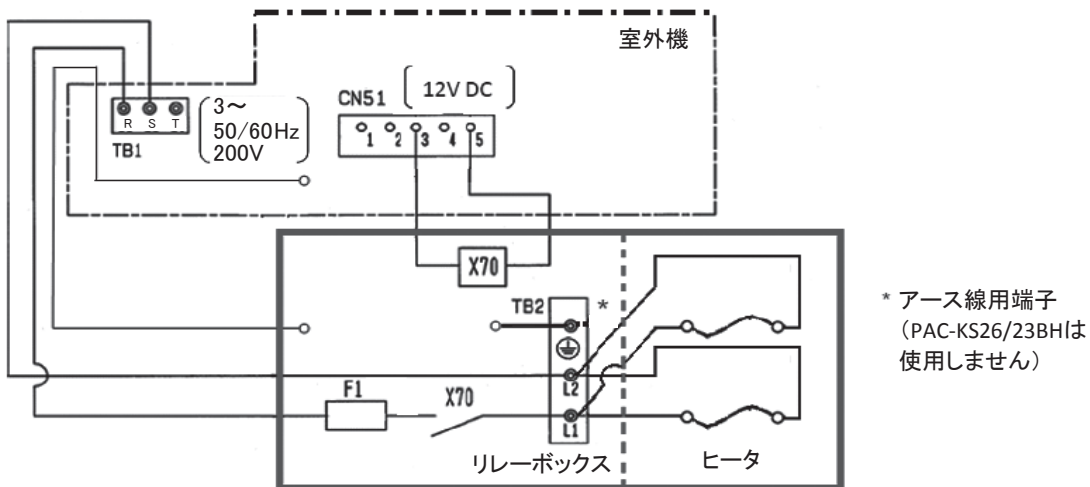 室外機
CN51
12V DC
R S T
3～
50/60Hz
200V
TB1
1 2 3 4 5
X70
TB2
*
L2
F1
X70
L1
リレーボックス
ヒータ
* アース線用端子
（PAC-KS26/23BHは
使用しません）